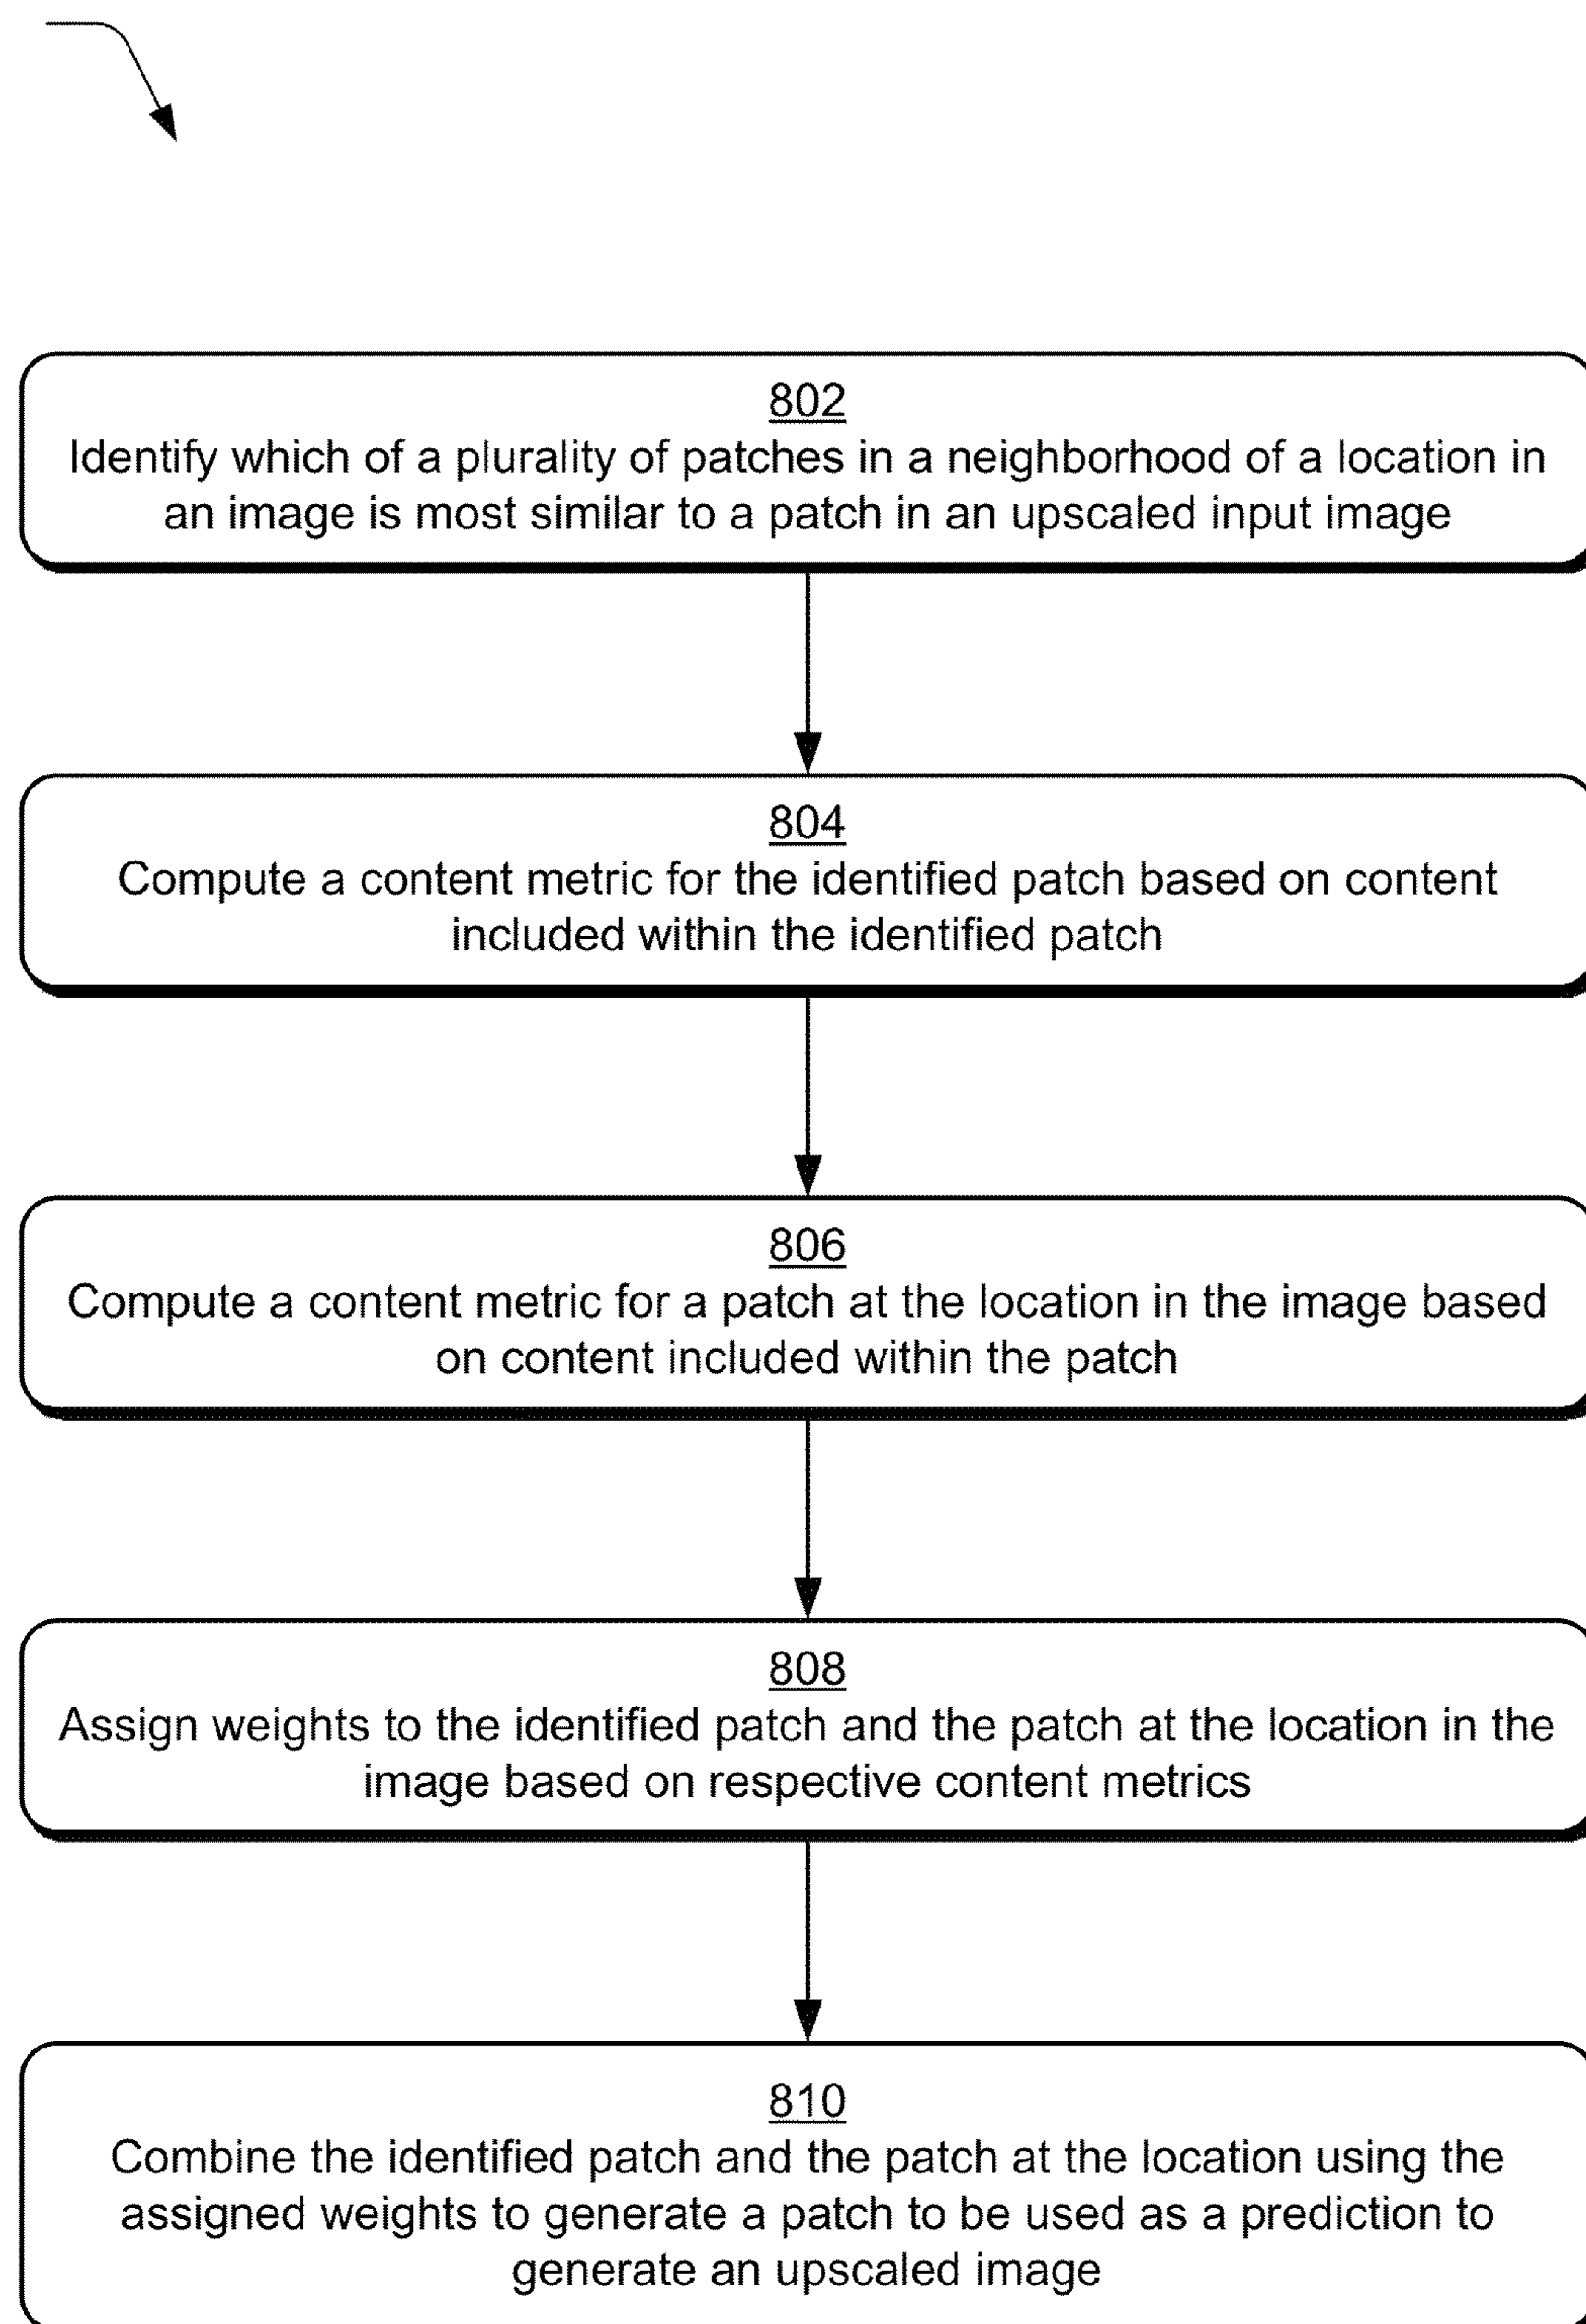 802
Identify which of a plurality of patches in a neighborhood of a location in
an image is most similar to a patch in an upscaled input image
804
Compute a content metric for the identified patch based on content
included within the identified patch
806
Compute a content metric for a patch at the location in the image based
on content included within the patch
808
Assign weights to the identified patch and the patch at the location in the
image based on respective content metrics
810
Combine the identified patch and the patch at the location using the
assigned weights to generate a patch to be used as a prediction to
generate an upscaled image